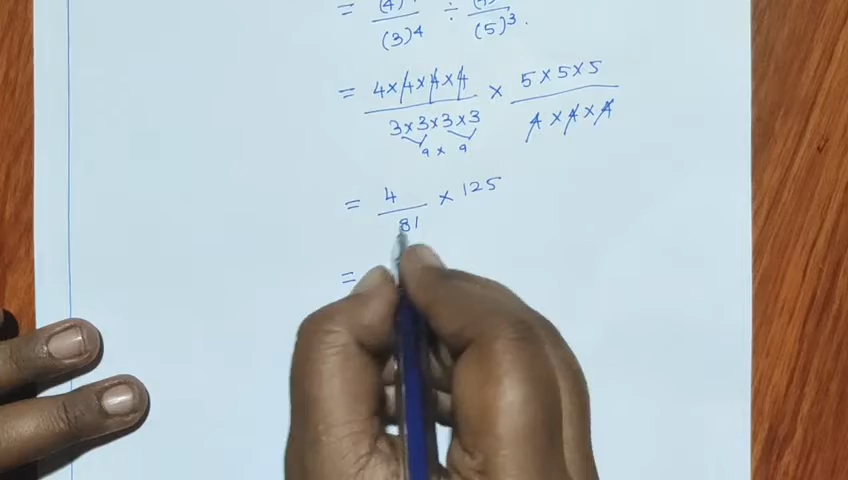 = (4)⁴/(3)⁴ ÷ (4)³/(5)³.
= 4×4×4×4/3×3×3×3 × 5×5×5/4×4×4
9 × 9
= 4/81 × 125
=